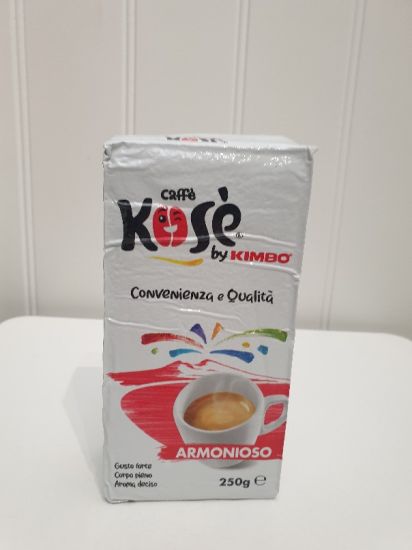 Caffè
Kosè
by KIMBO
Convenienza e Qualità
ARMONIOSO
Gusto forte
Corpo pieno
Aroma deciso
250g ℮